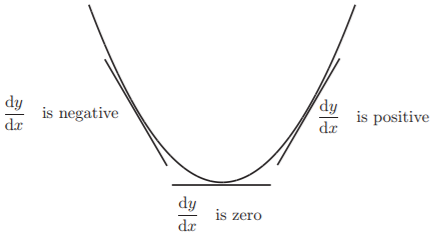 dy/dx is negative
dy/dx is positive
dy/dx is zero